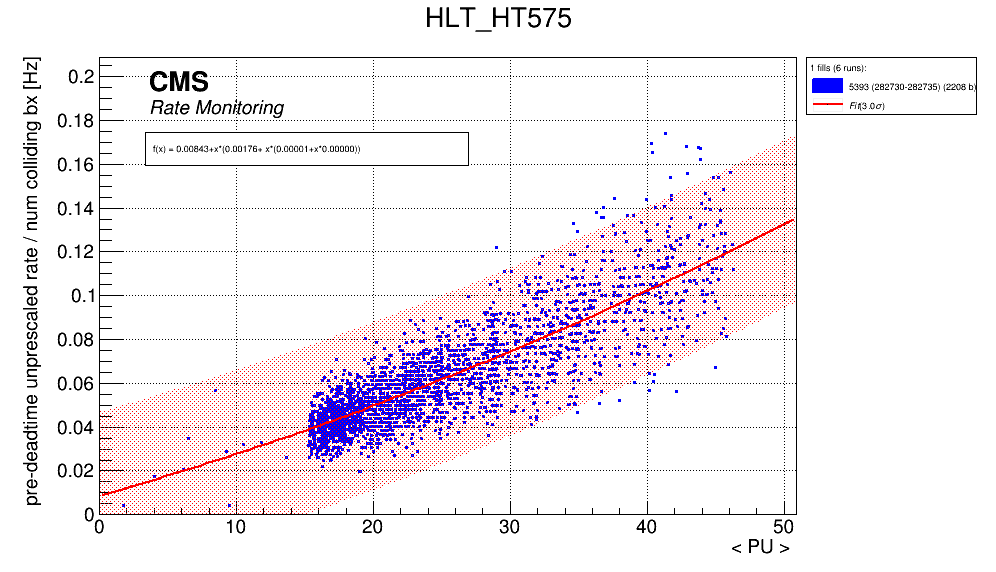 HLT_HT575
pre-deadtime unprescaled rate / num colliding bx [Hz]
CMS
Rate Monitoring
f(x) = 0.00843+x*(0.00176+ x*(0.00001+x*0.00000))
1 fills (6 runs):
5393 (282730-282735) (2208 b)
Fit(3.0σ)
0.2
0.18
0.16
0.14
0.12
0.1
0.08
0.06
0.04
0.02
0
0 10 20 30 40 50
< PU >